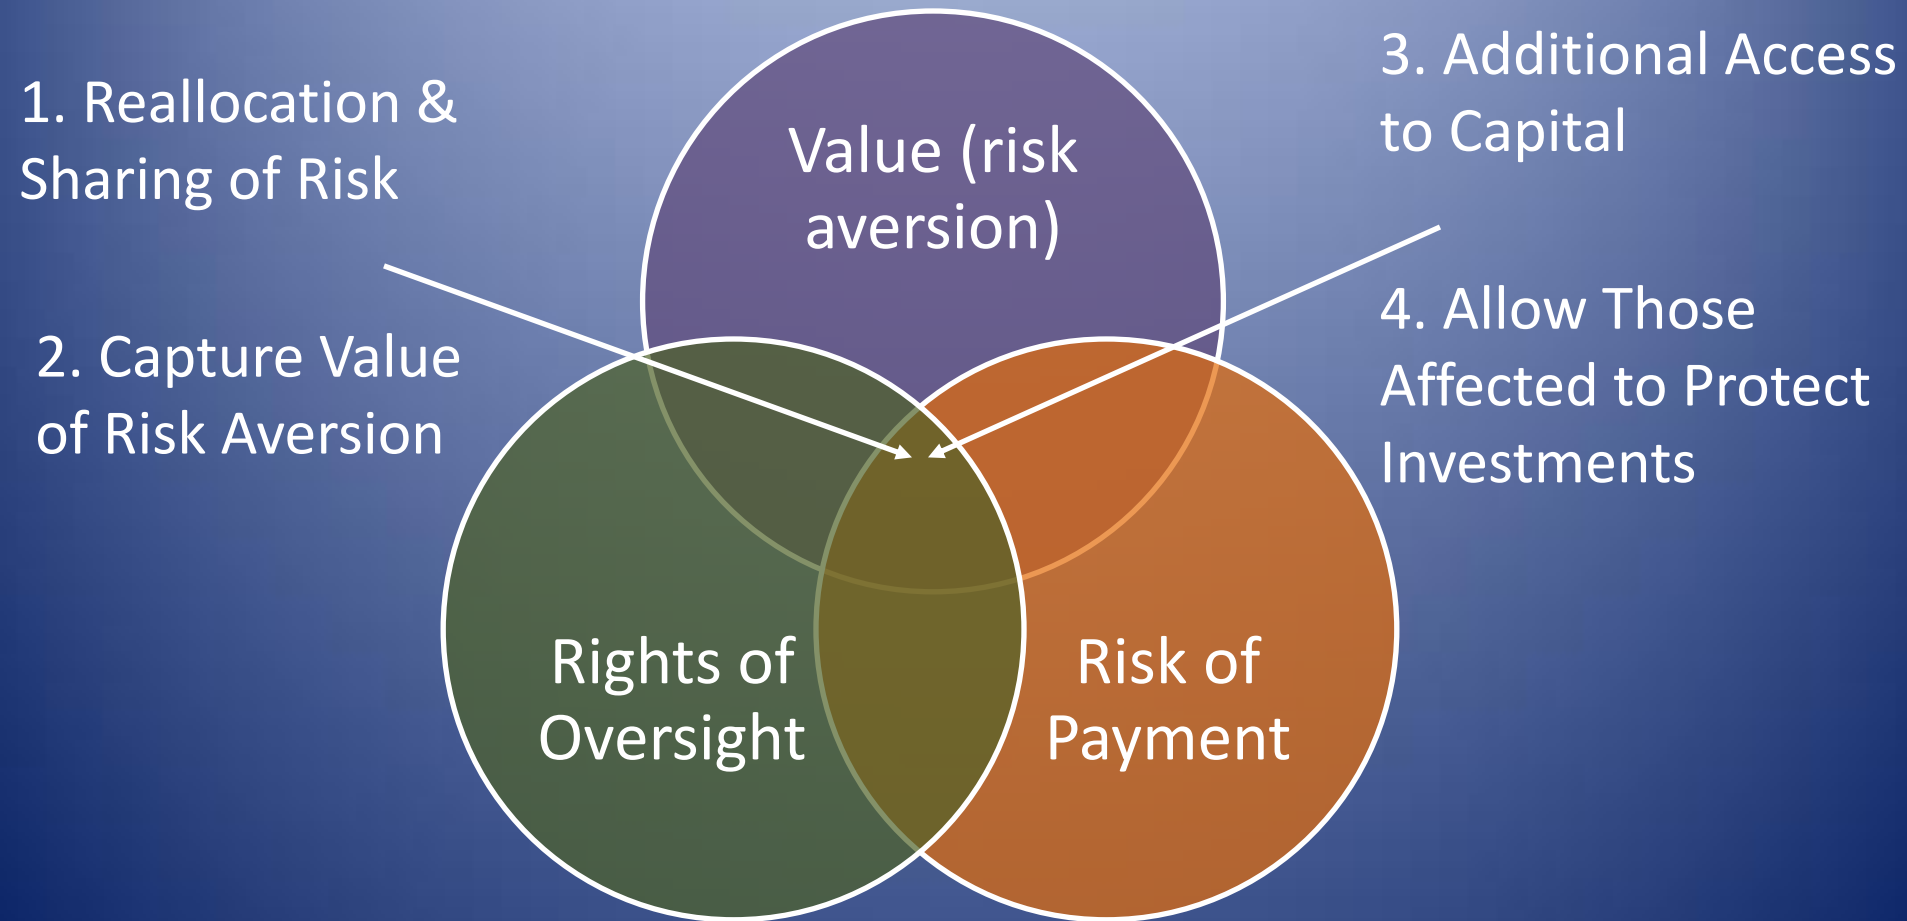 1. Reallocation &
Sharing of Risk
2. Capture Value
of Risk Aversion
Value (risk
aversion)
3. Additional Access
to Capital
4. Allow Those
Affected to Protect
Investments
Rights of
Oversight
Risk of
Payment